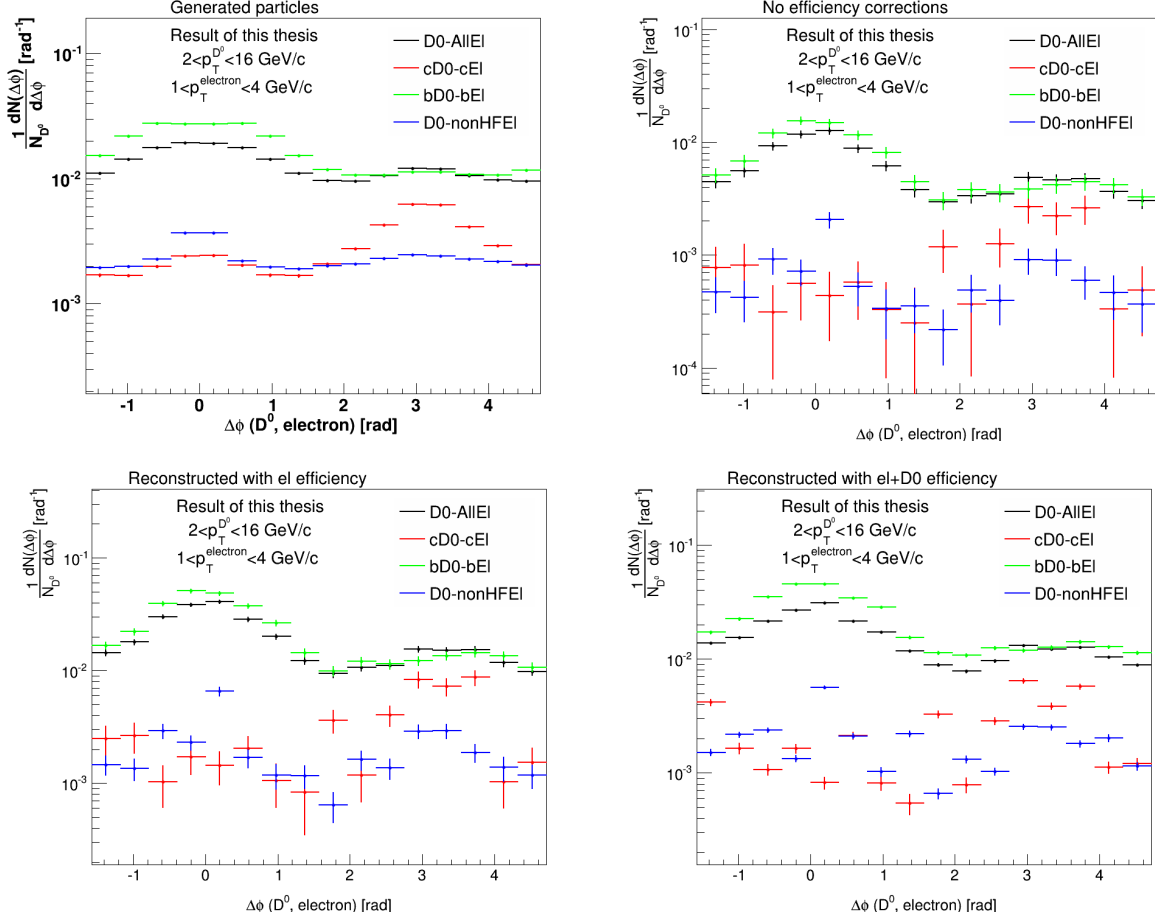 Generated particles
Result of this thesis
2<p_T^{D^0}<16 GeV/c
1<p_T^{electron}<4 GeV/c
D0-AllEl
cD0-cEl
bD0-bEl
D0-nonHFEl
1/N_{D^0} dN(Δφ)/dΔφ [rad^{-1}]
10^{-1}
10^{-2}
10^{-3}
-1 0 1 2 3 4
Δφ (D^0, electron) [rad]
No efficiency corrections
Result of this thesis
2<p_T^{D^0}<16 GeV/c
1<p_T^{electron}<4 GeV/c
D0-AllEl
cD0-cEl
bD0-bEl
D0-nonHFEl
1/N_{D^0} dN(Δφ)/dΔφ [rad^{-1}]
10^{-1}
10^{-2}
10^{-3}
10^{-4}
-1 0 1 2 3 4
Δφ (D^0, electron) [rad]
Reconstructed with el efficiency
Result of this thesis
2<p_T^{D^0}<16 GeV/c
1<p_T^{electron}<4 GeV/c
D0-AllEl
cD0-cEl
bD0-bEl
D0-nonHFEl
1/N_{D^0} dN(Δφ)/dΔφ [rad^{-1}]
10^{-1}
10^{-2}
10^{-3}
-1 0 1 2 3 4
Δφ (D^0, electron) [rad]
Reconstructed with el+D0 efficiency
Result of this thesis
2<p_T^{D^0}<16 GeV/c
1<p_T^{electron}<4 GeV/c
D0-AllEl
cD0-cEl
bD0-bEl
D0-nonHFEl
1/N_{D^0} dN(Δφ)/dΔφ [rad^{-1}]
10^{-1}
10^{-2}
10^{-3}
-1 0 1 2 3 4
Δφ (D^0, electron) [rad]